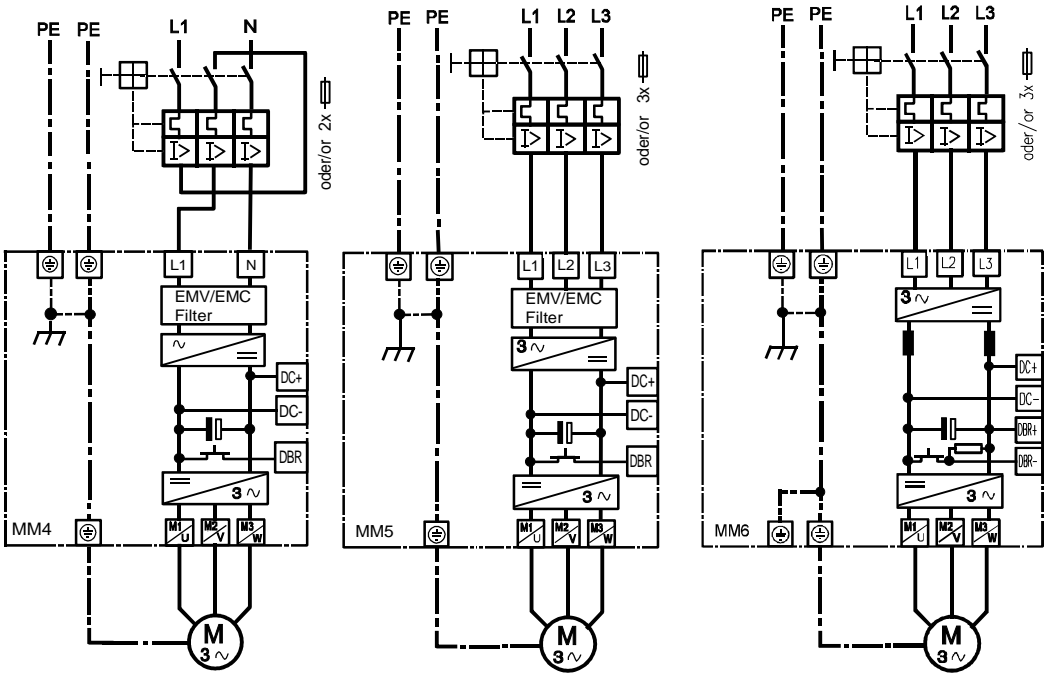 PE PE L1 N
I> I> I>
oder/or 2x
L1 N
EMV/EMC
Filter
∼ =
DC+
DC-
DBR
= 3∼
MM4
M1 U M2 V M3 W
M
3∼
PE PE L1 L2 L3
I> I> I>
oder/or 3x
L1 L2 L3
EMV/EMC
Filter
3∼ =
DC+
DC-
DBR
= 3∼
MM5
M1 U M2 V M3 W
M
3∼
PE PE L1 L2 L3
I> I> I>
oder/or 3x
L1 L2 L3
3∼ =
DC+
DC-
DBR+
DBR-
= 3∼
MM6
M1 U M2 V M3 W
M
3∼